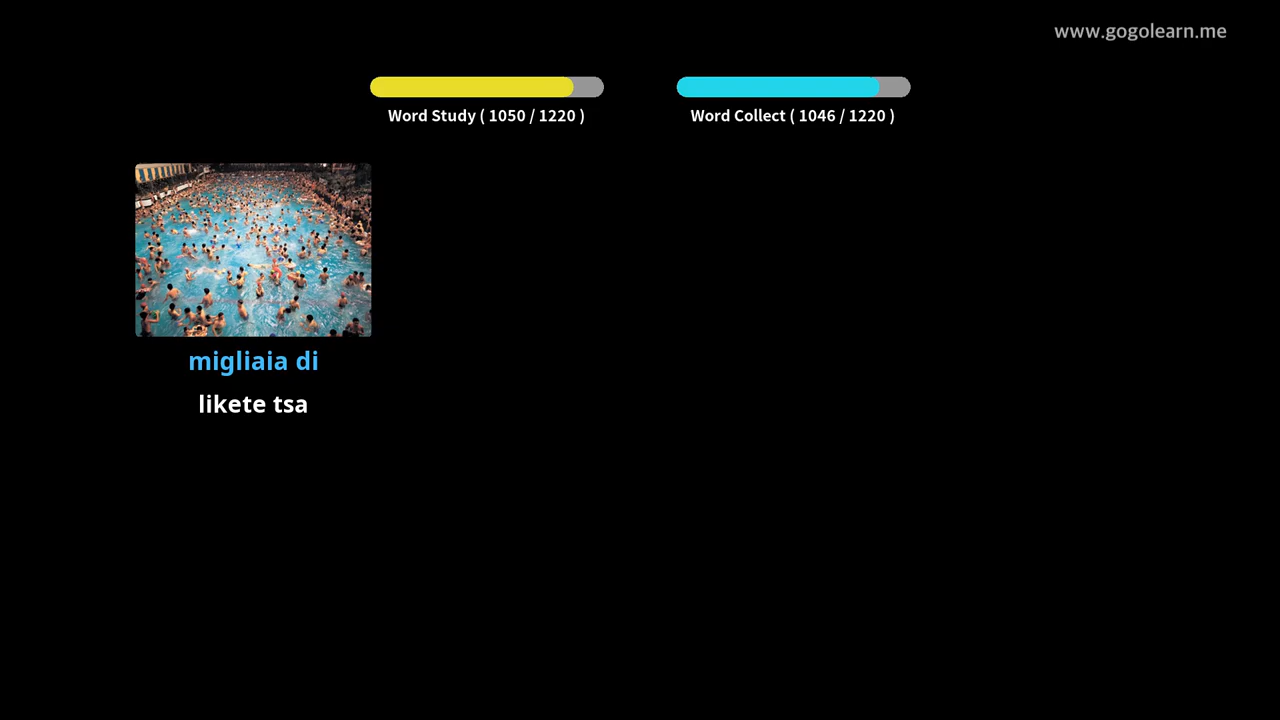 www.gogolearn.me
Word Study ( 1050 / 1220 )
Word Collect ( 1046 / 1220 )
migliaia di
likete tsa